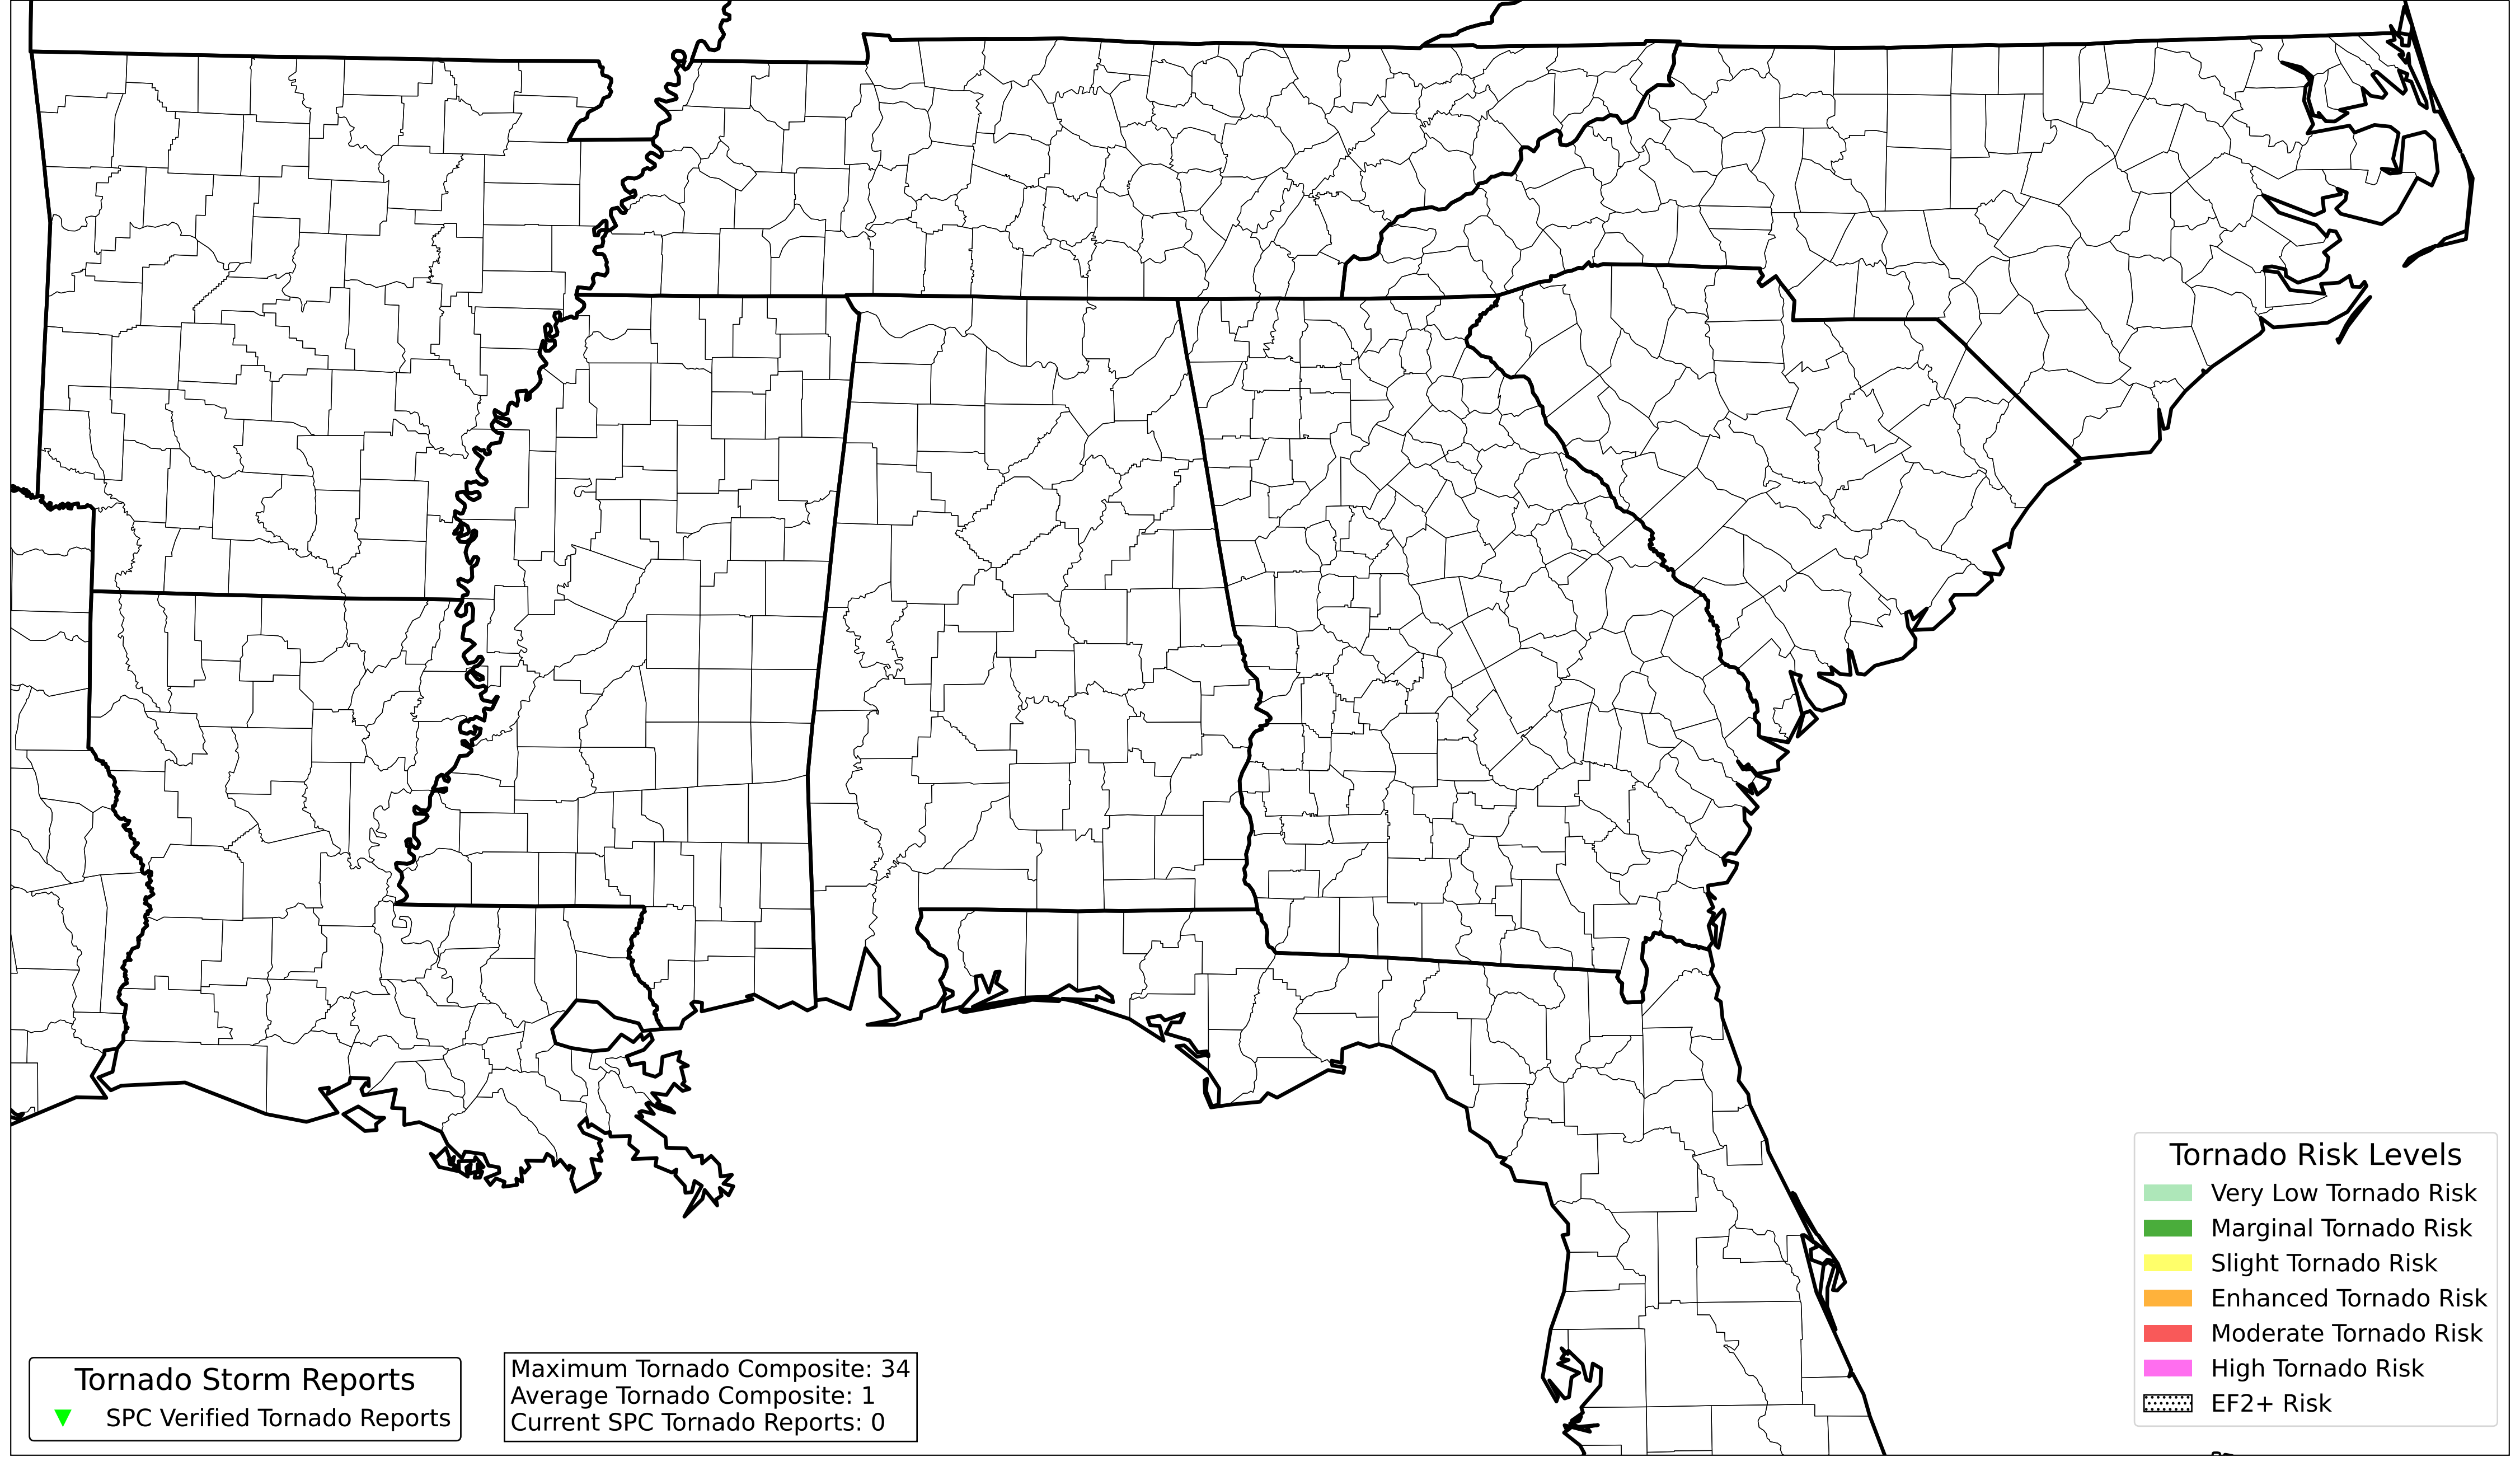 Tornado Risk Levels
Very Low Tornado Risk
Marginal Tornado Risk
Slight Tornado Risk
Enhanced Tornado Risk
Moderate Tornado Risk
High Tornado Risk
EF2+ Risk
Tornado Storm Reports
SPC Verified Tornado Reports
Maximum Tornado Composite: 34
Average Tornado Composite: 1
Current SPC Tornado Reports: 0